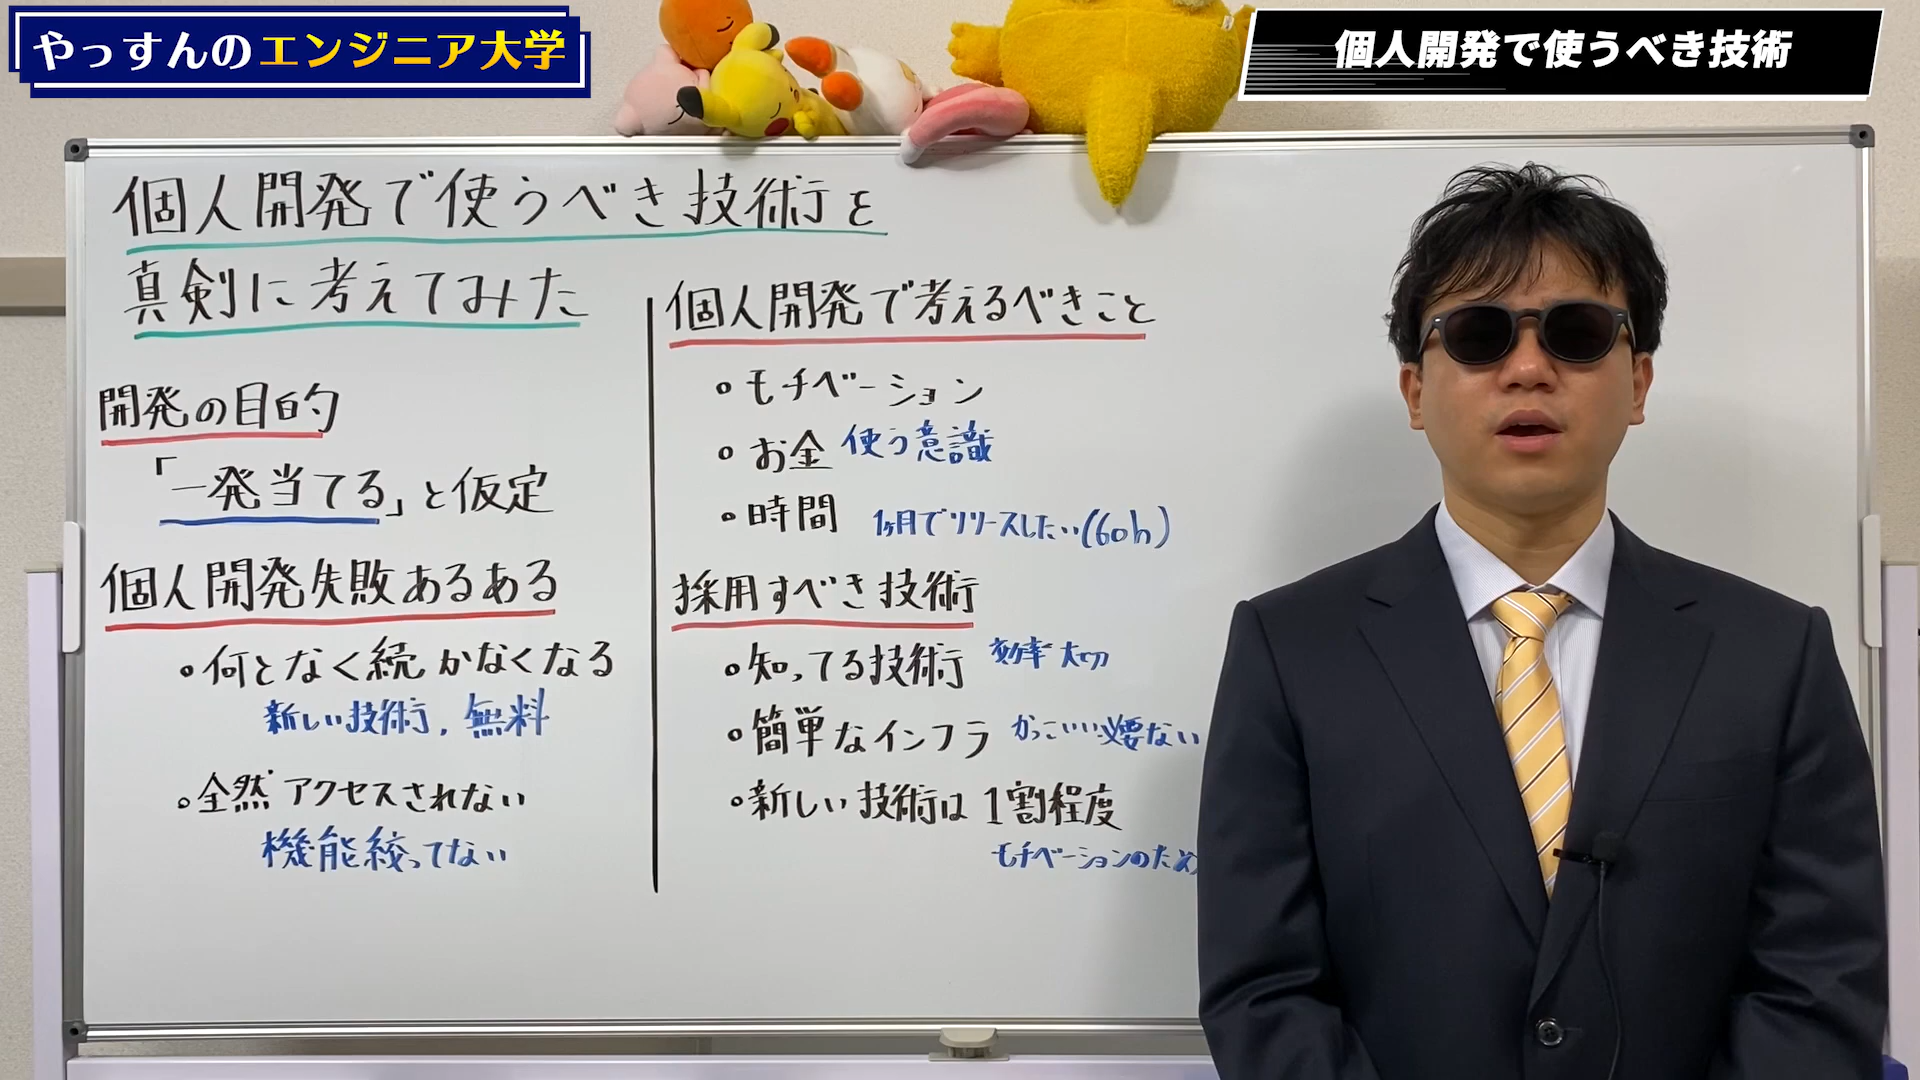 やっすんのエンジニア大学
個人開発で使うべき技術
個人開発で使うべき技術を
真剣に考えてみた
開発の目的
「一発当てる」と仮定
個人開発失敗あるある
何となく続かなくなる
新しい技術, 無料
全然アクセスされない
機能絞ってない
個人開発で考えるべきこと
モチベーション
お金 使う意識
時間 1ヶ月でリリースしたい(60h)
採用すべき技術
知ってる技術 効率大切
簡単なインフラ かっこいい必要ない
新しい技術は1割程度
モチベーションのため